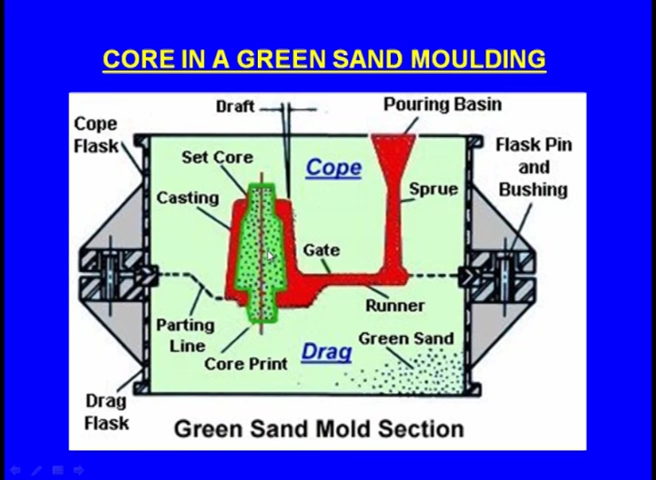 CORE IN A GREEN SAND MOULDING
Draft
Pouring Basin
Cope
Flask
Set Core
Cope
Flask Pin
and
Bushing
Casting
Sprue
Gate
Runner
Parting
Line
Core Print
Drag
Green Sand
Drag
Flask
Green Sand Mold Section